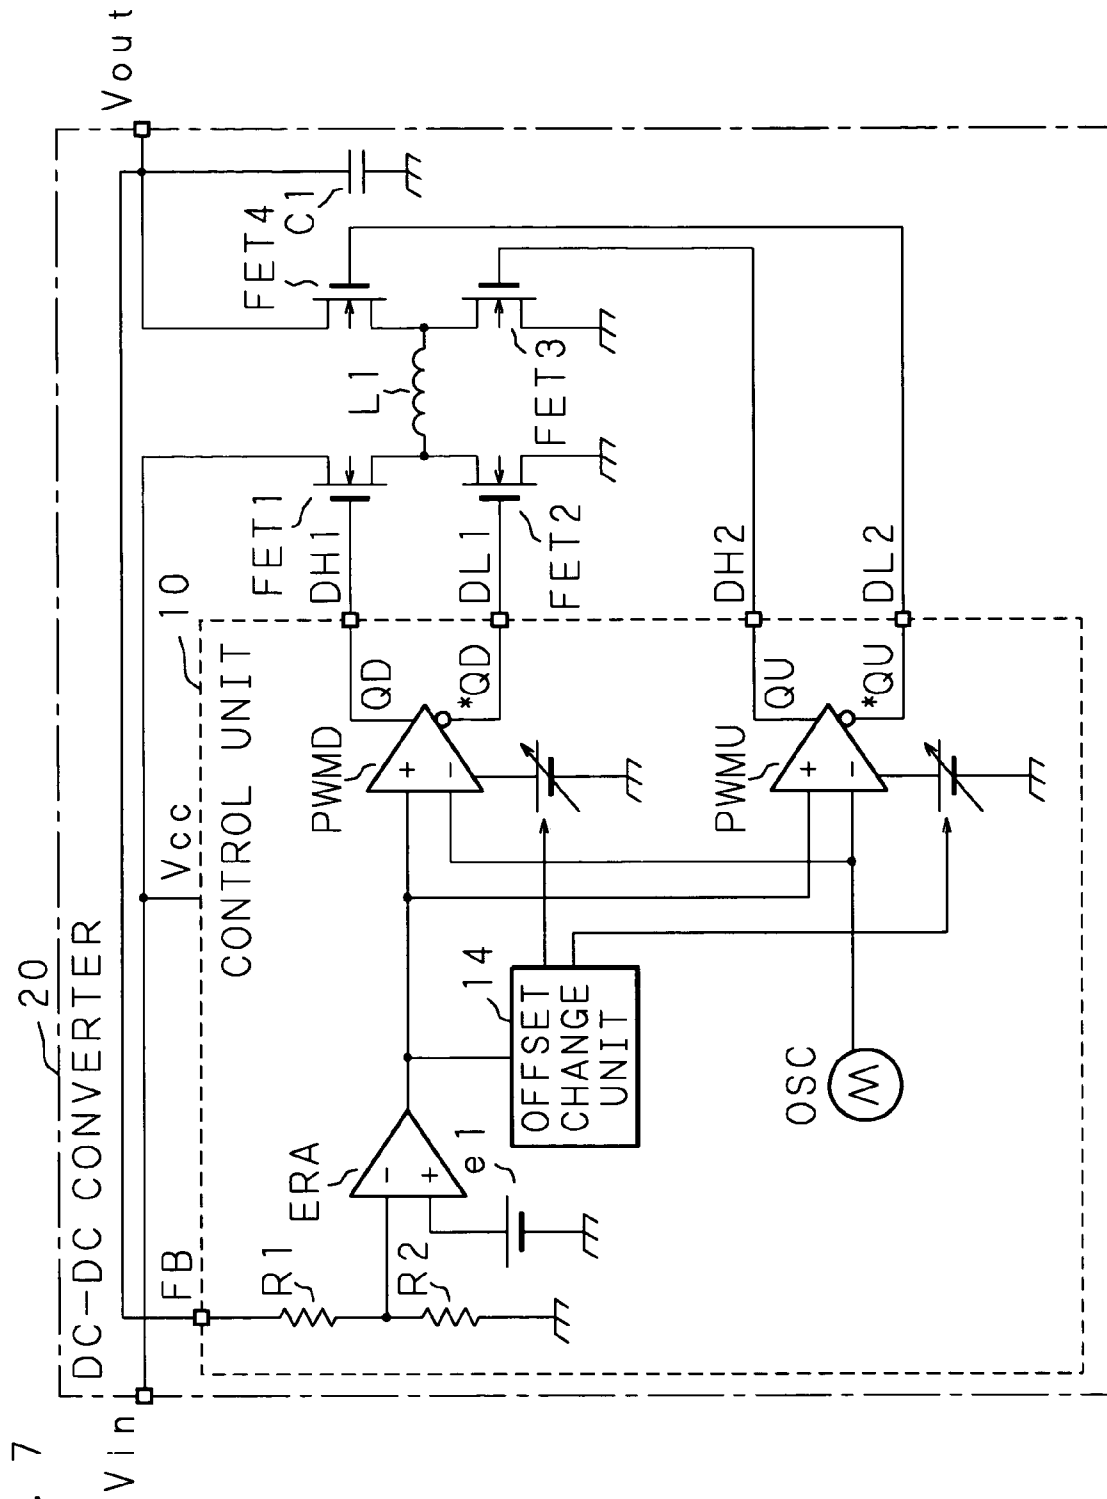 . 7
20
DC-DC CONVERTER
Vin
Vout
Vcc
FB
10
CONTROL UNIT
R1
R2
ERA
-
+
e1
14
OFFSET
CHANGE
UNIT
OSC
PWMD
+
-
QD
*QD
PWMU
+
-
QU
*QU
DH1
DL1
DH2
DL2
FET1
FET2
L1
FET3
FET4
C1